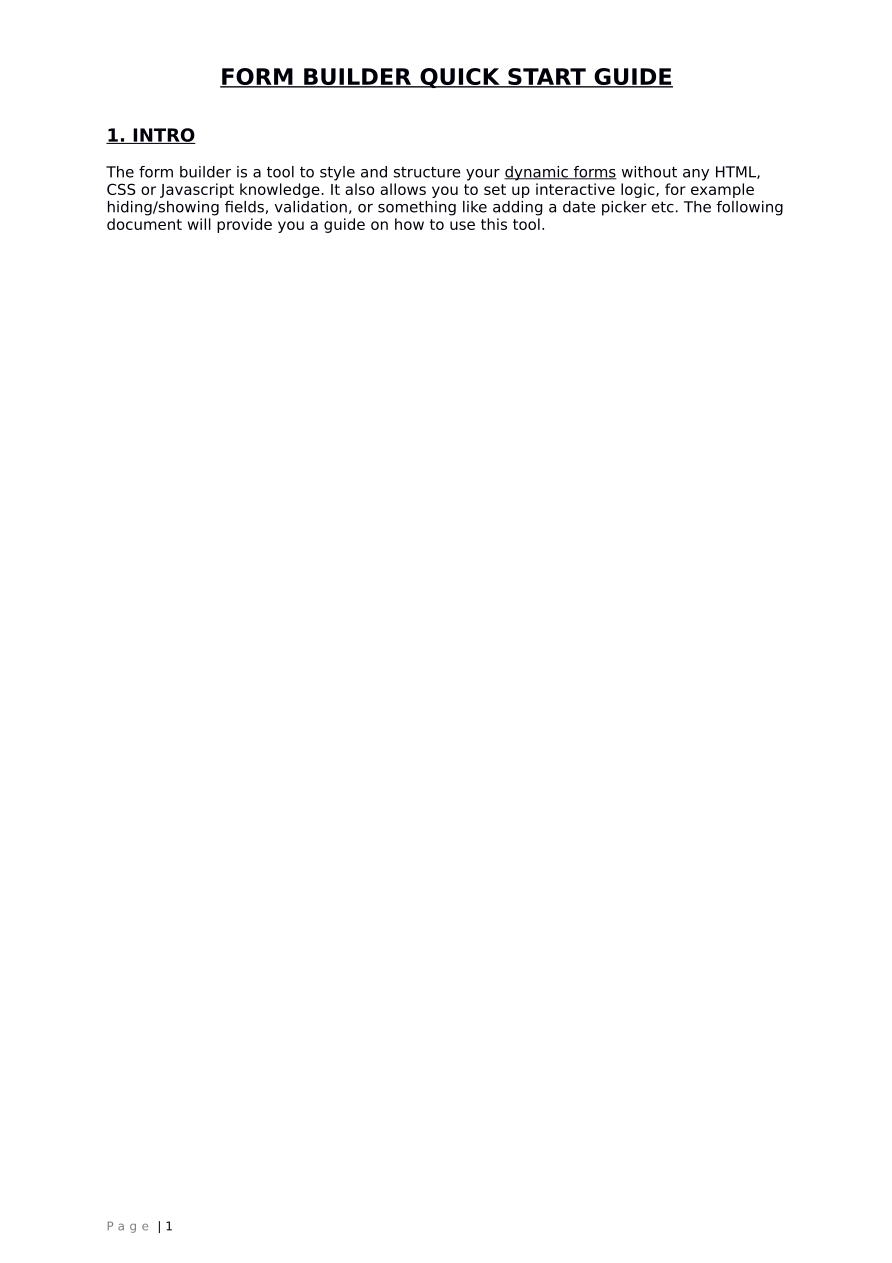 FORM BUILDER QUICK START GUIDE
1. INTRO
The form builder is a tool to style and structure your dynamic forms without any HTML,
CSS or Javascript knowledge. It also allows you to set up interactive logic, for example
hiding/showing fields, validation, or something like adding a date picker etc. The following
document will provide you a guide on how to use this tool.
Page | 1